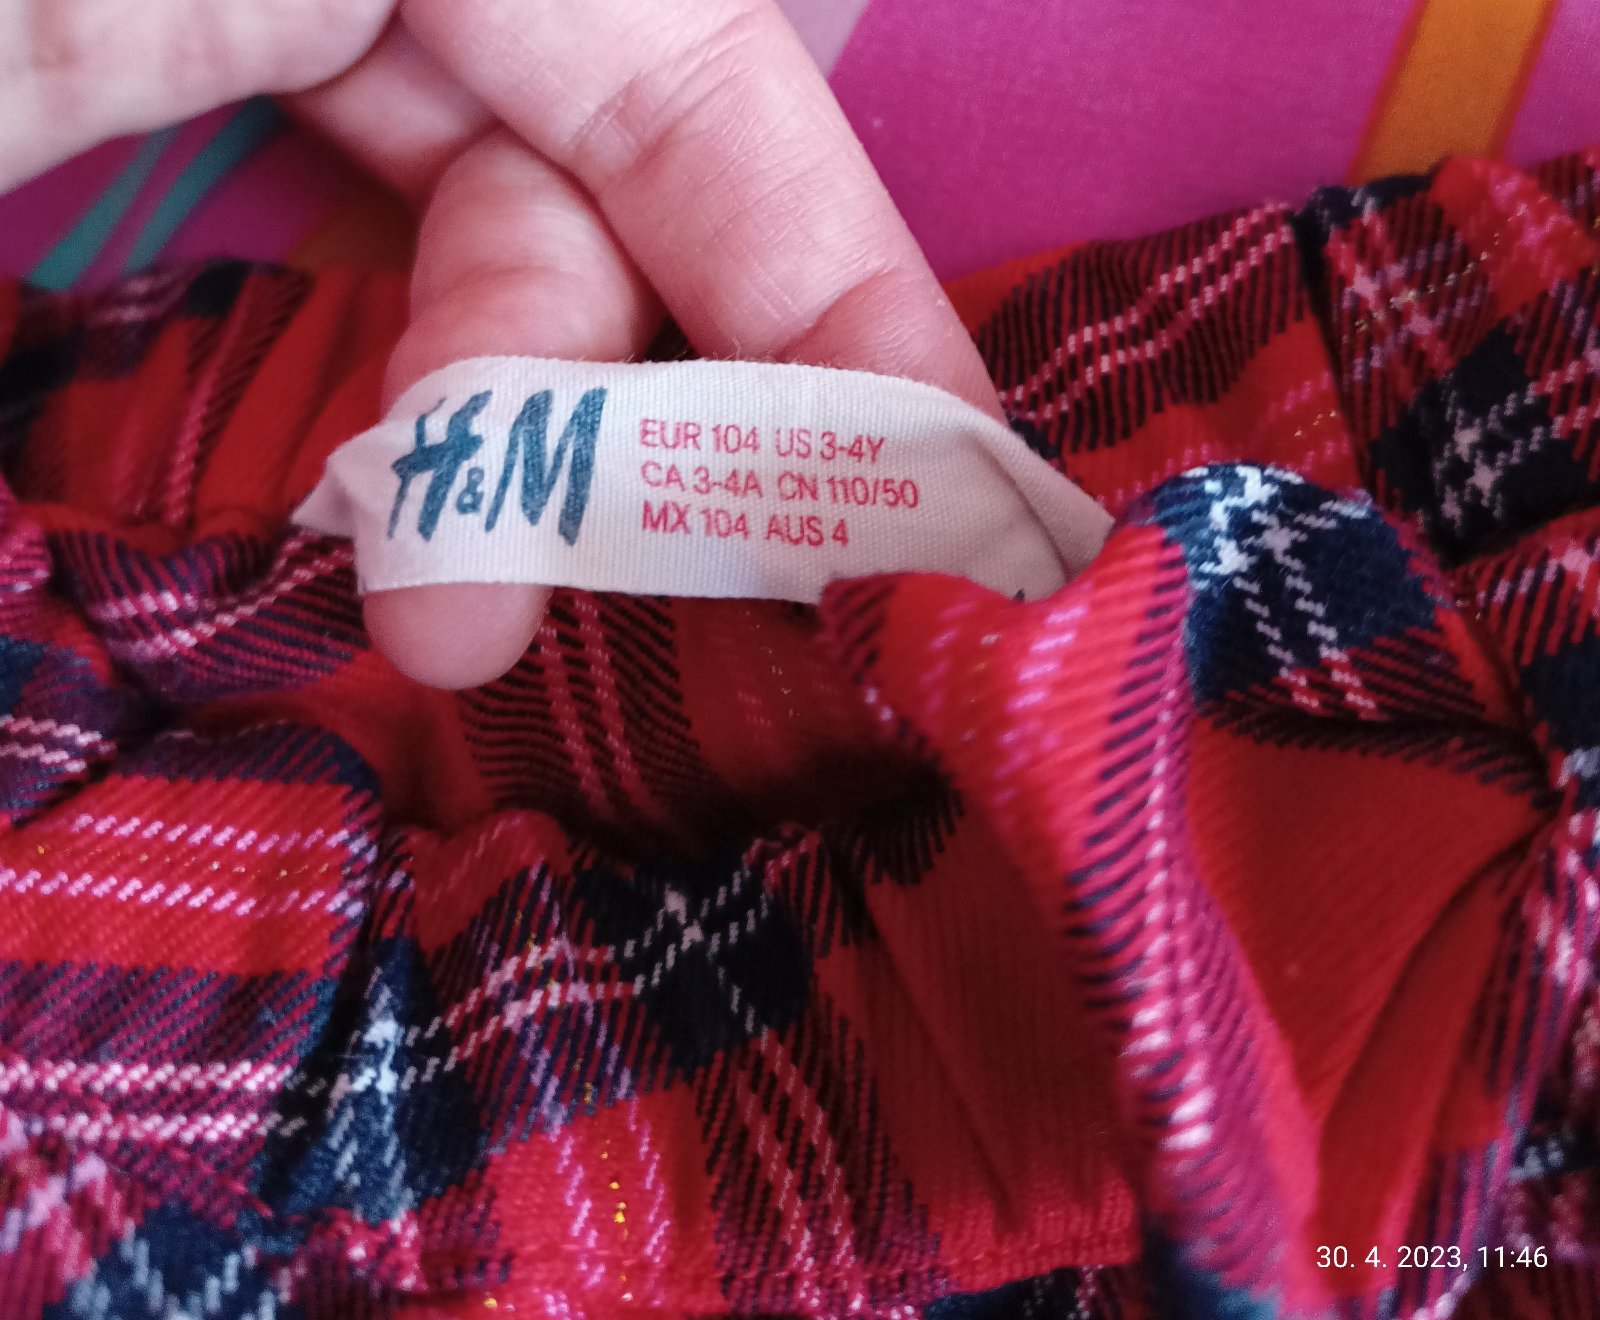 H&M
EUR 104 US 3-4Y
CA 3-4A CN 110/50
MX 104 AUS 4
30. 4. 2023, 11:46